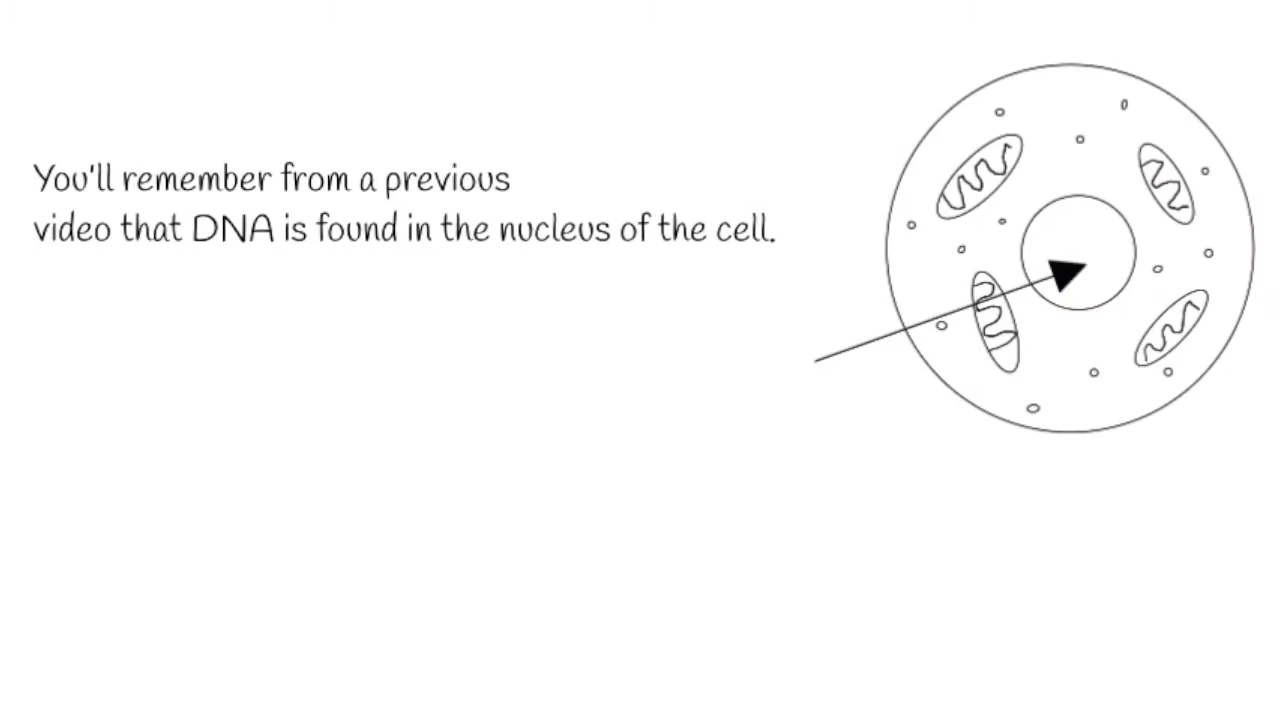 You'll remember from a previous
video that DNA is found in the nucleus of the cell.